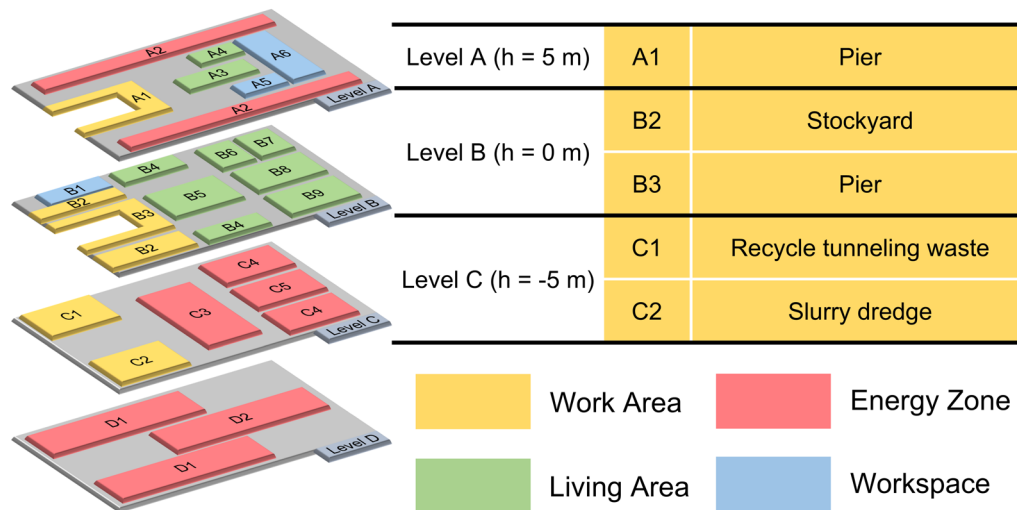 A2
A4
A6
A3
A5
A1
A2
Level A
B7
B6
B4
B8
B1
B5
B9
B2
B3
B4
Level B
B2
C4
C5
C1
C3
C4
Level C
C2
D1
D2
Level D
D1
Level A (h = 5 m) A1 Pier
Level B (h = 0 m) B2 Stockyard
B3 Pier
Level C (h = -5 m) C1 Recycle tunneling waste
C2 Slurry dredge
Work Area
Energy Zone
Living Area
Workspace